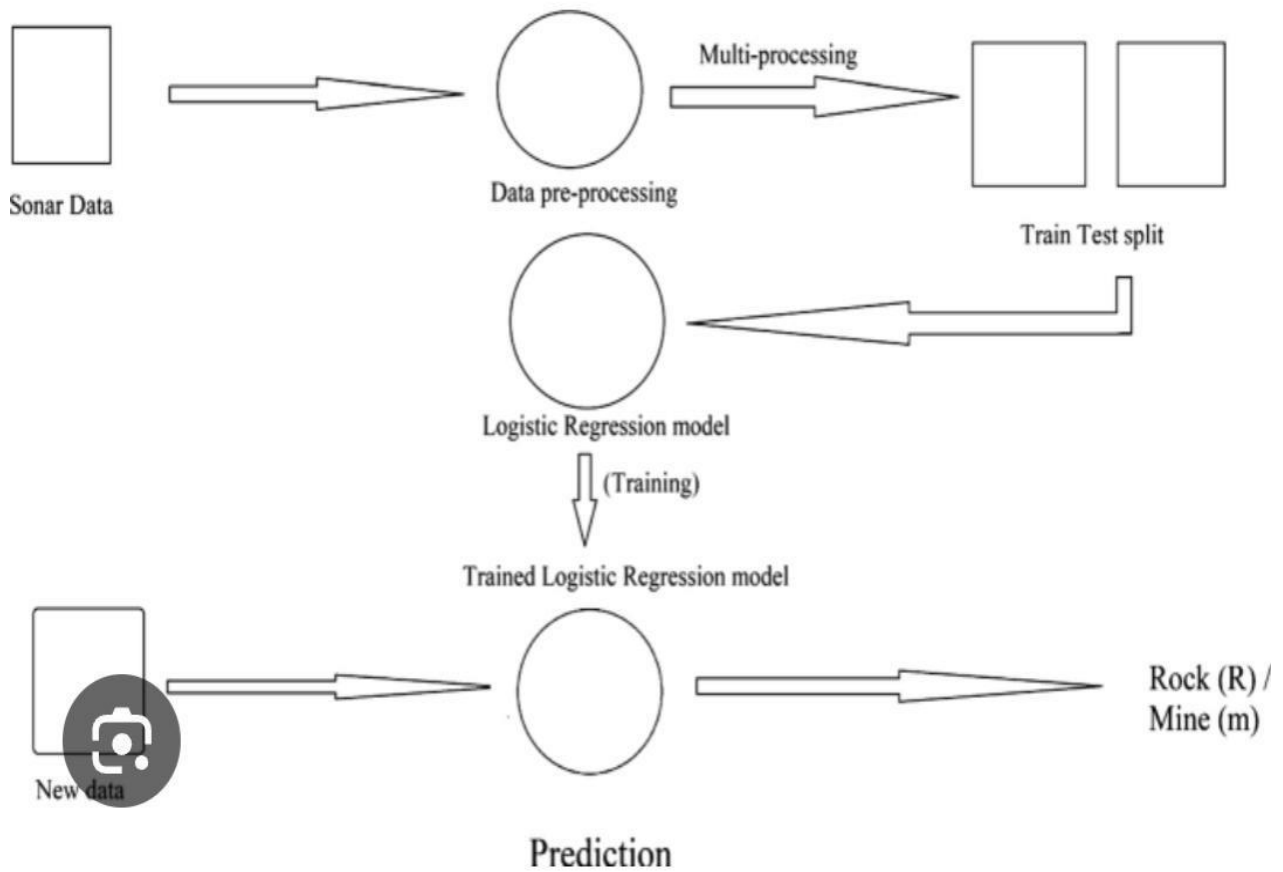 Multi-processing
Sonar Data
Data pre-processing
Train Test split
Logistic Regression model
(Training)
Trained Logistic Regression model
New data
Rock (R) /
Mine (m)
Prediction